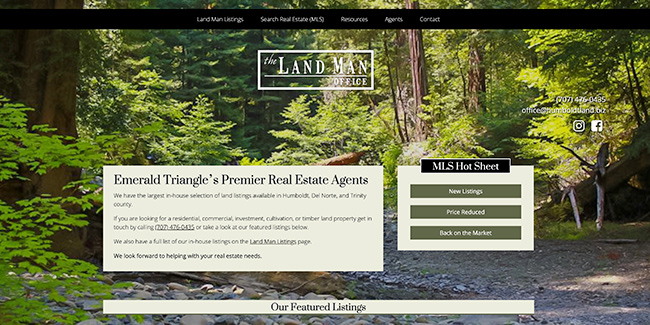 Land Man Listings Search Real Estate (MLS) Resources Agents Contact
the LAND MAN
OFFICE
(707) 476-0435
office@humboldtland.biz
Emerald Triangle's Premier Real Estate Agents
We have the largest in-house selection of land listings available in Humboldt, Del Norte, and Trinity
county.
If you are looking for a residential, commercial, investment, cultivation, or timber land property get in
touch by calling (707) 476-0435 or take a look at our featured listings below.
We also have a full list of our in-house listings on the Land Man Listings page.
We look forward to helping with your real estate needs.
MLS Hot Sheet
New Listings
Price Reduced
Back on the Market
Our Featured Listings